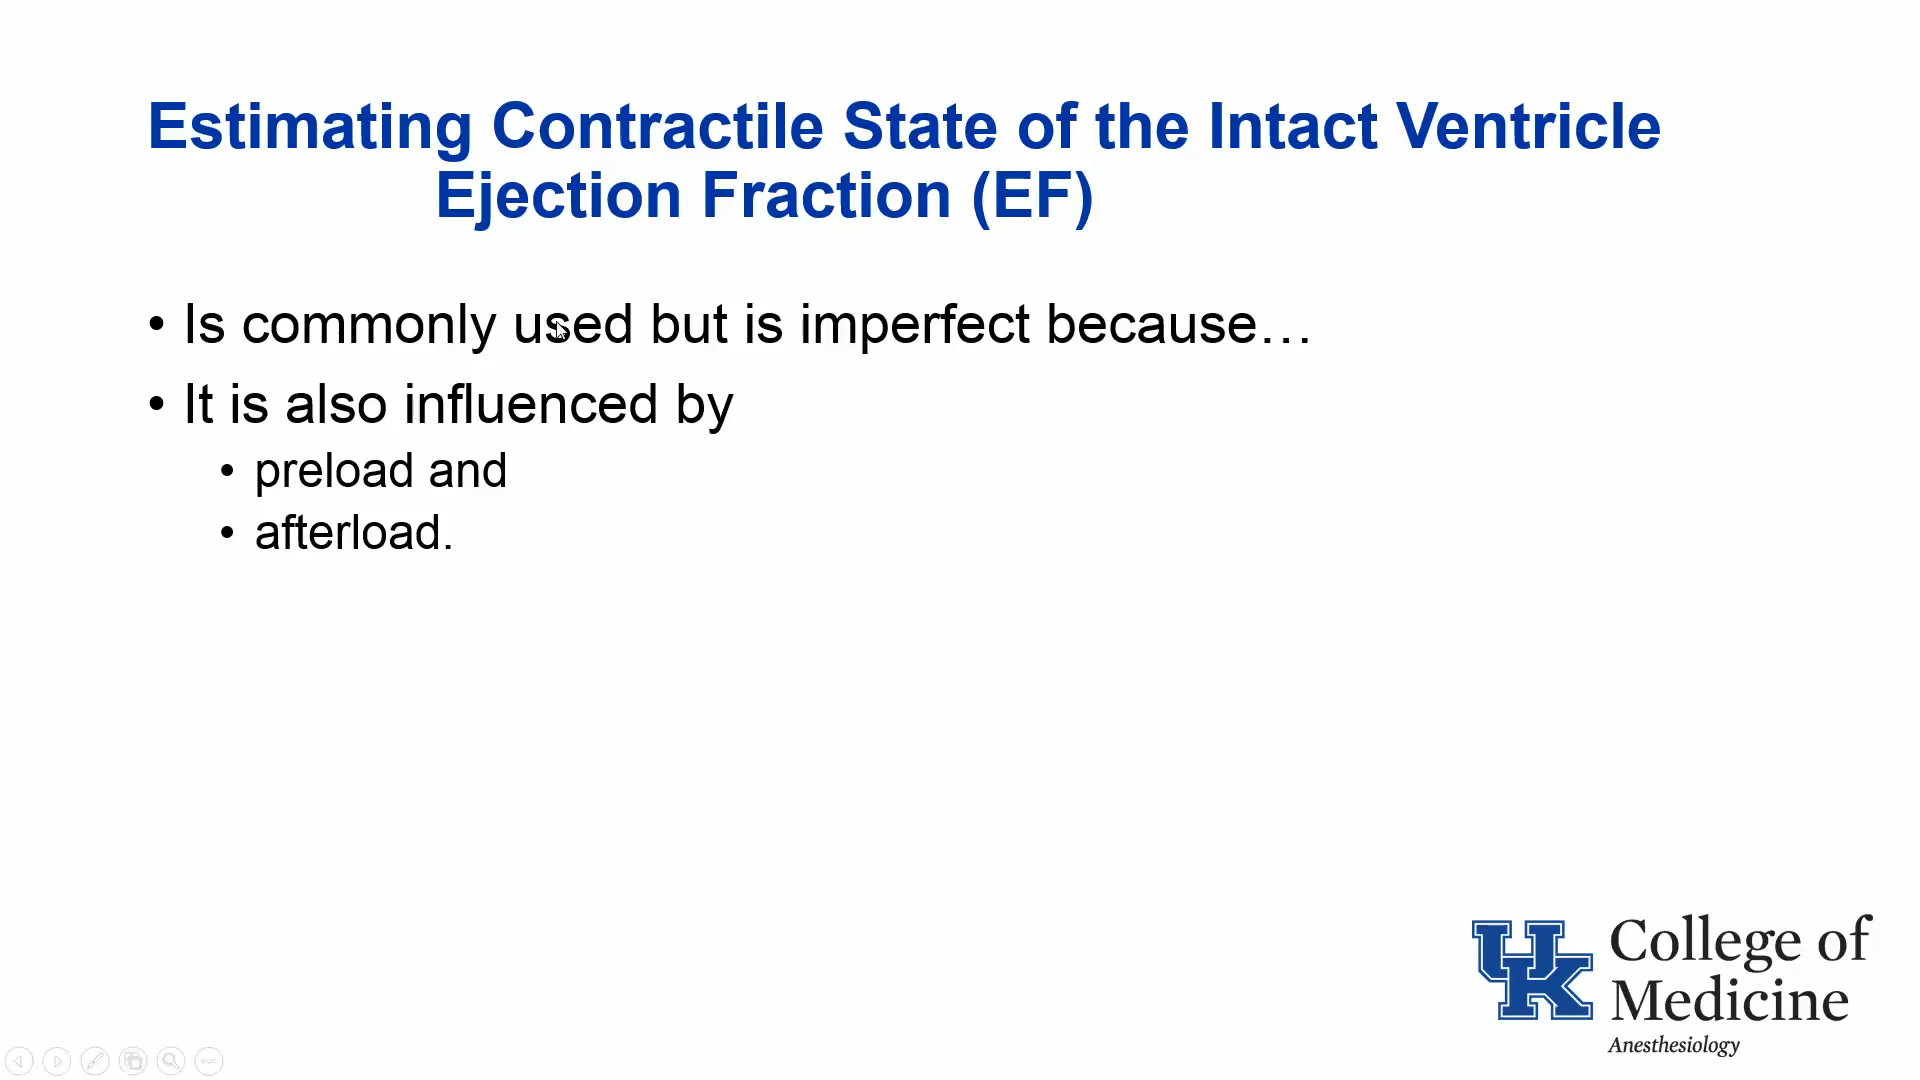 Estimating Contractile State of the Intact Ventricle
Ejection Fraction (EF)
• Is commonly used but is imperfect because…
• It is also influenced by
• preload and
• afterload.
UK
College of
Medicine
Anesthesiology